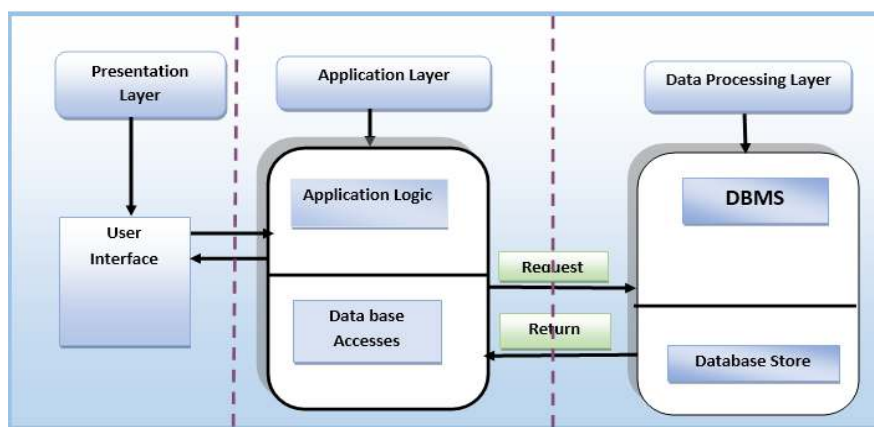 Presentation
Layer
Application Layer
Data Processing Layer
Application Logic
DBMS
User
Interface
Request
Data base
Accesses
Return
Database Store